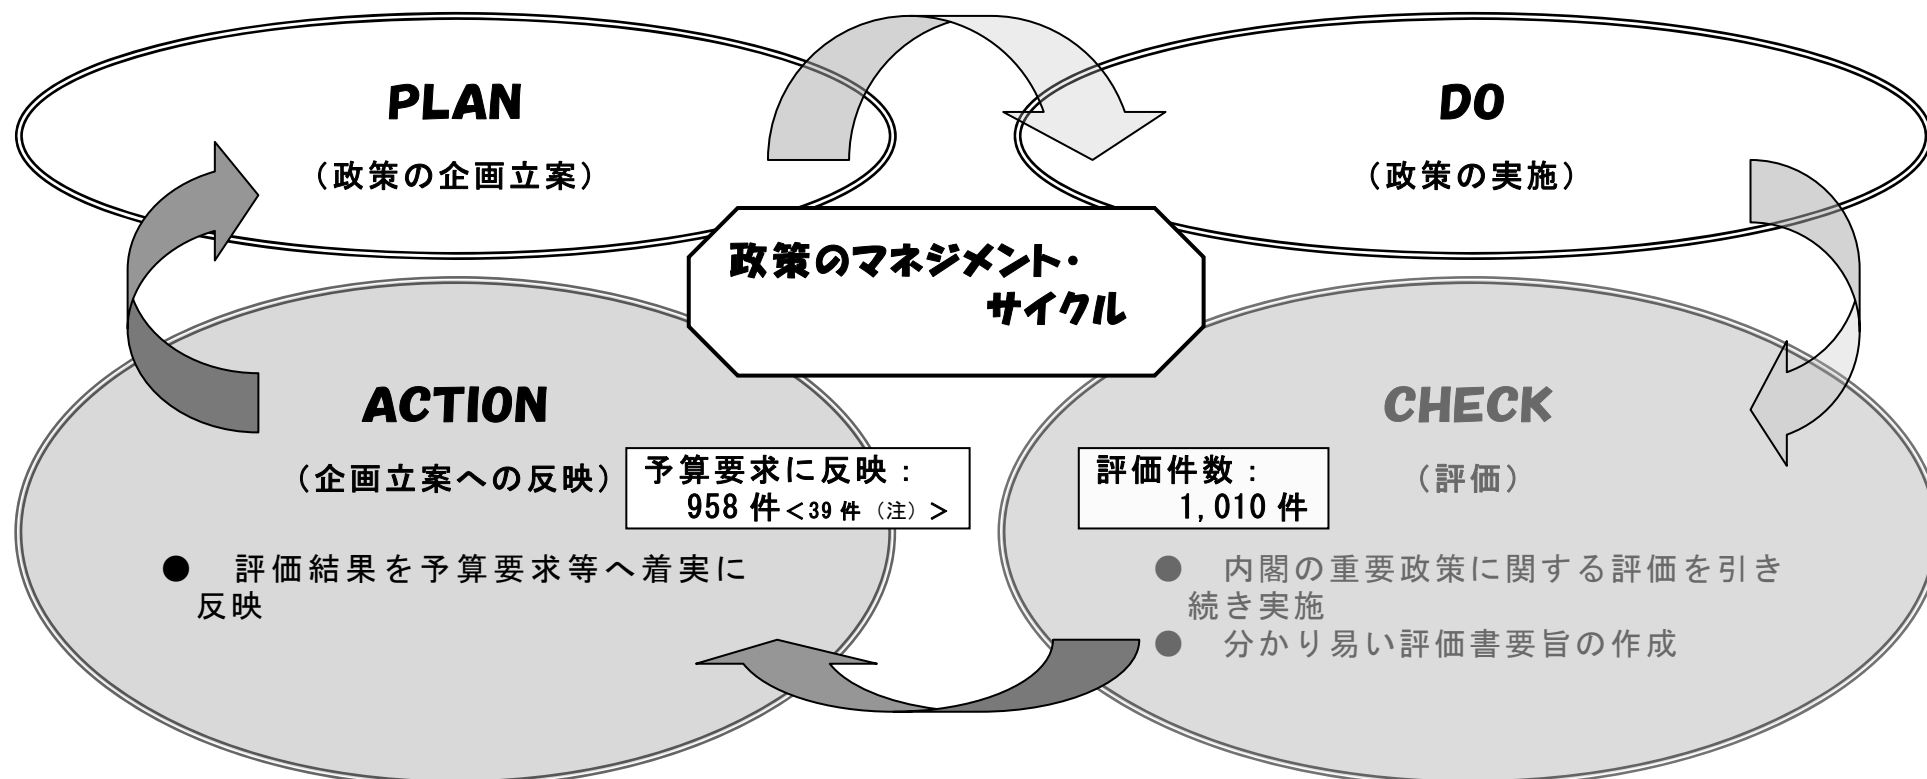 PLAN
（政策の企画立案）
DO
（政策の実施）
政策のマネジメント・
サイクル
ACTION
（企画立案への反映）
予算要求に反映：
958 件＜39 件（注）＞
● 評価結果を予算要求等へ着実に
反映
CHECK
（評価）
評価件数：
1,010 件
● 内閣の重要政策に関する評価を引き
続き実施
● 分かり易い評価書要旨の作成